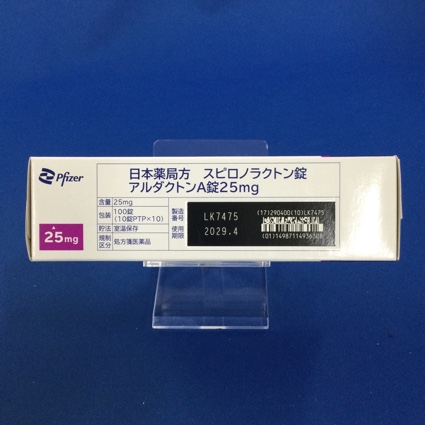 Pfizer
日本薬局方 スピロノラクトン錠
アルダクトンA錠25mg
25mg
含量 25mg
包装 100錠
(10錠PTP×10)
貯法 室温保存
規制区分 処方箋医薬品
製造番号 LK7475
使用期限 2029.4
(17)290400(10)LK7475
(01)14987114936508